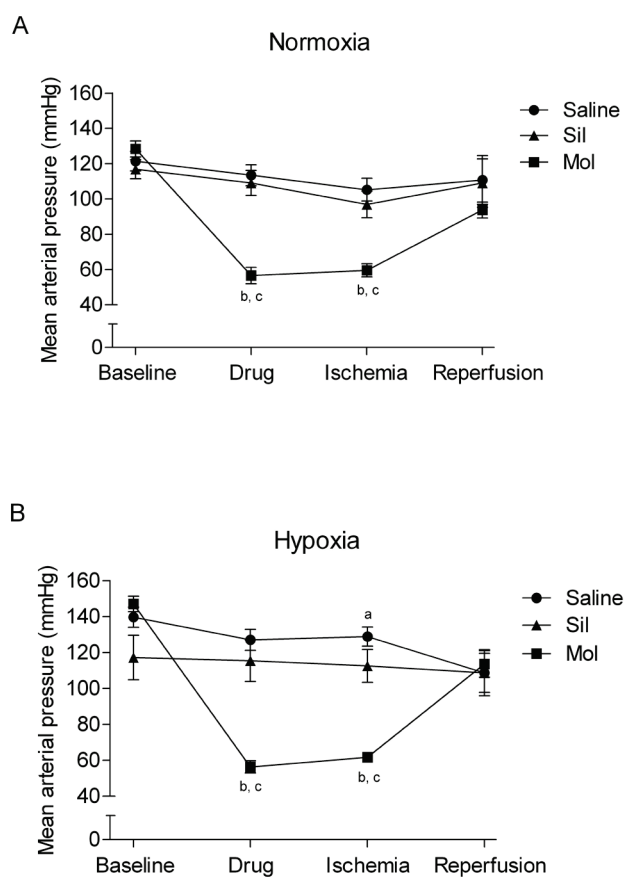 A
Normoxia
Mean arterial pressure (mmHg)
160
140
120
100
80
60
40
0
b, c
b, c
Baseline
Drug
Ischemia
Reperfusion
Saline
Sil
Mol
B
Hypoxia
Mean arterial pressure (mmHg)
160
140
120
100
80
60
40
0
a
b, c
b, c
Baseline
Drug
Ischemia
Reperfusion
Saline
Sil
Mol